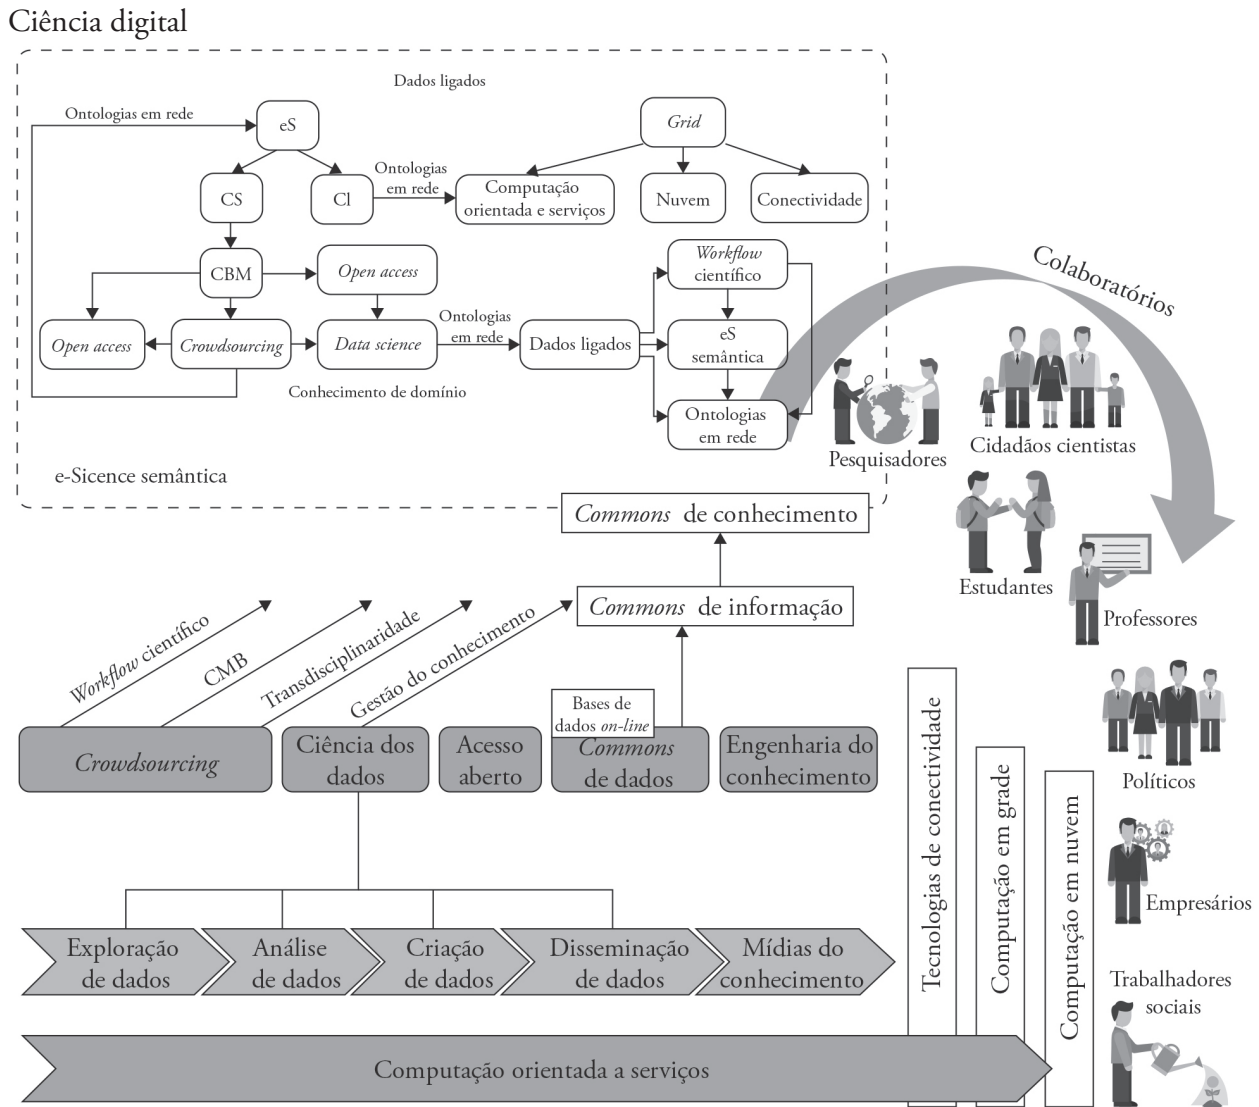 Ciência digital
Dados ligados
Ontologias em rede
eS
Grid
CS
Cl
Ontologias
em rede
Computação
orientada e serviços
Nuvem
Conectividade
CBM
Open access
Workflow
científico
Open access
Crowdsourcing
Data science
Ontologias
em rede
Dados ligados
eS
semântica
Conhecimento de domínio
Ontologias
em rede
e-Sicence semântica
Colaboratórios
Pesquisadores
Cidadãos cientistas
Estudantes
Professores
Políticos
Empresários
Trabalhadores
sociais
Commons de conhecimento
Commons de informação
Workflow científico
CMB
Transdisciplinaridade
Gestão do conhecimento
Bases de
dados on-line
Crowdsourcing
Ciência dos
dados
Acesso
aberto
Commons
de dados
Engenharia do
conhecimento
Exploração
de dados
Análise
de dados
Criação
de dados
Disseminação
de dados
Mídias do
conhecimento
Tecnologias de conectividade
Computação em grade
Computação em nuvem
Computação orientada a serviços